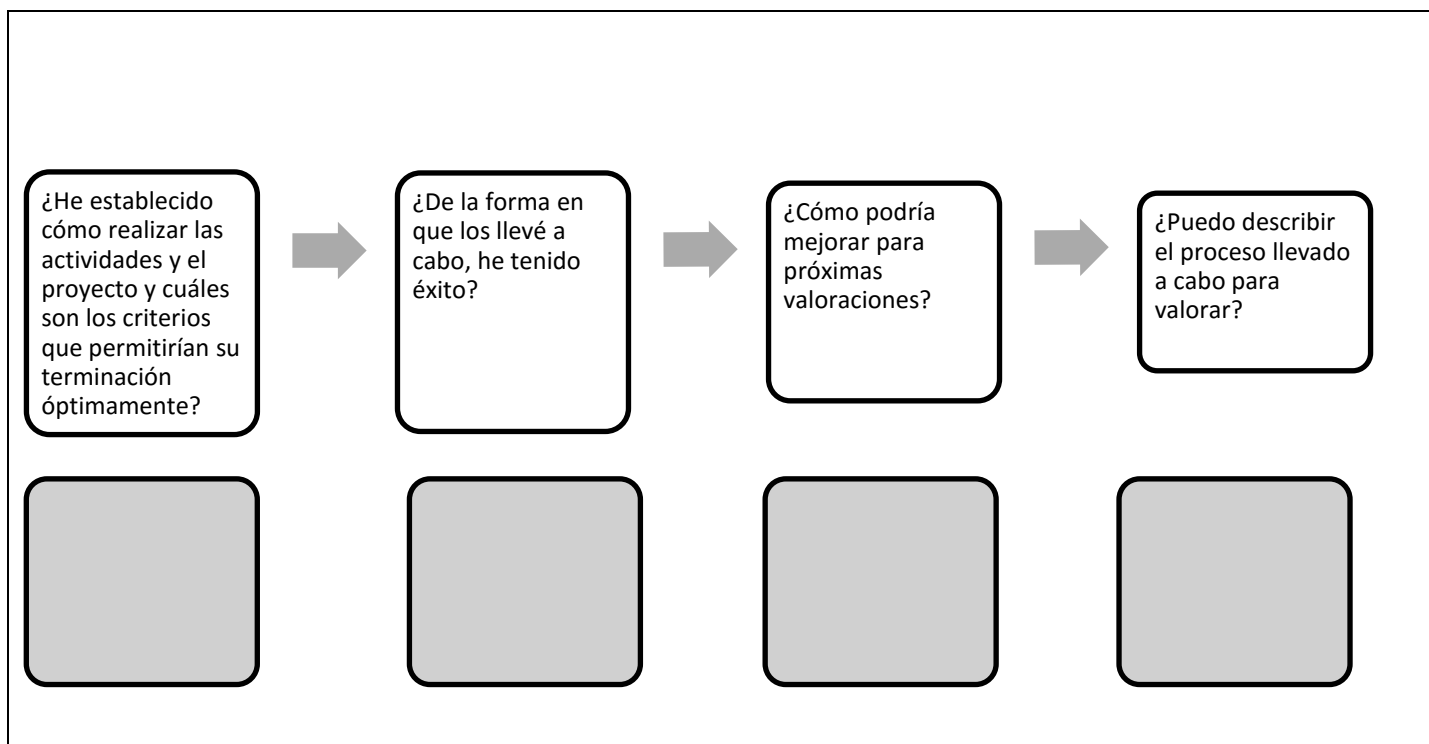 ¿He establecido
cómo realizar las
actividades y el
proyecto y cuáles
son los criterios
que permitirían su
terminación
óptimamente?
¿De la forma en
que los llevé a
cabo, he tenido
éxito?
¿Cómo podría
mejorar para
próximas
valoraciones?
¿Puedo describir
el proceso llevado
a cabo para
valorar?